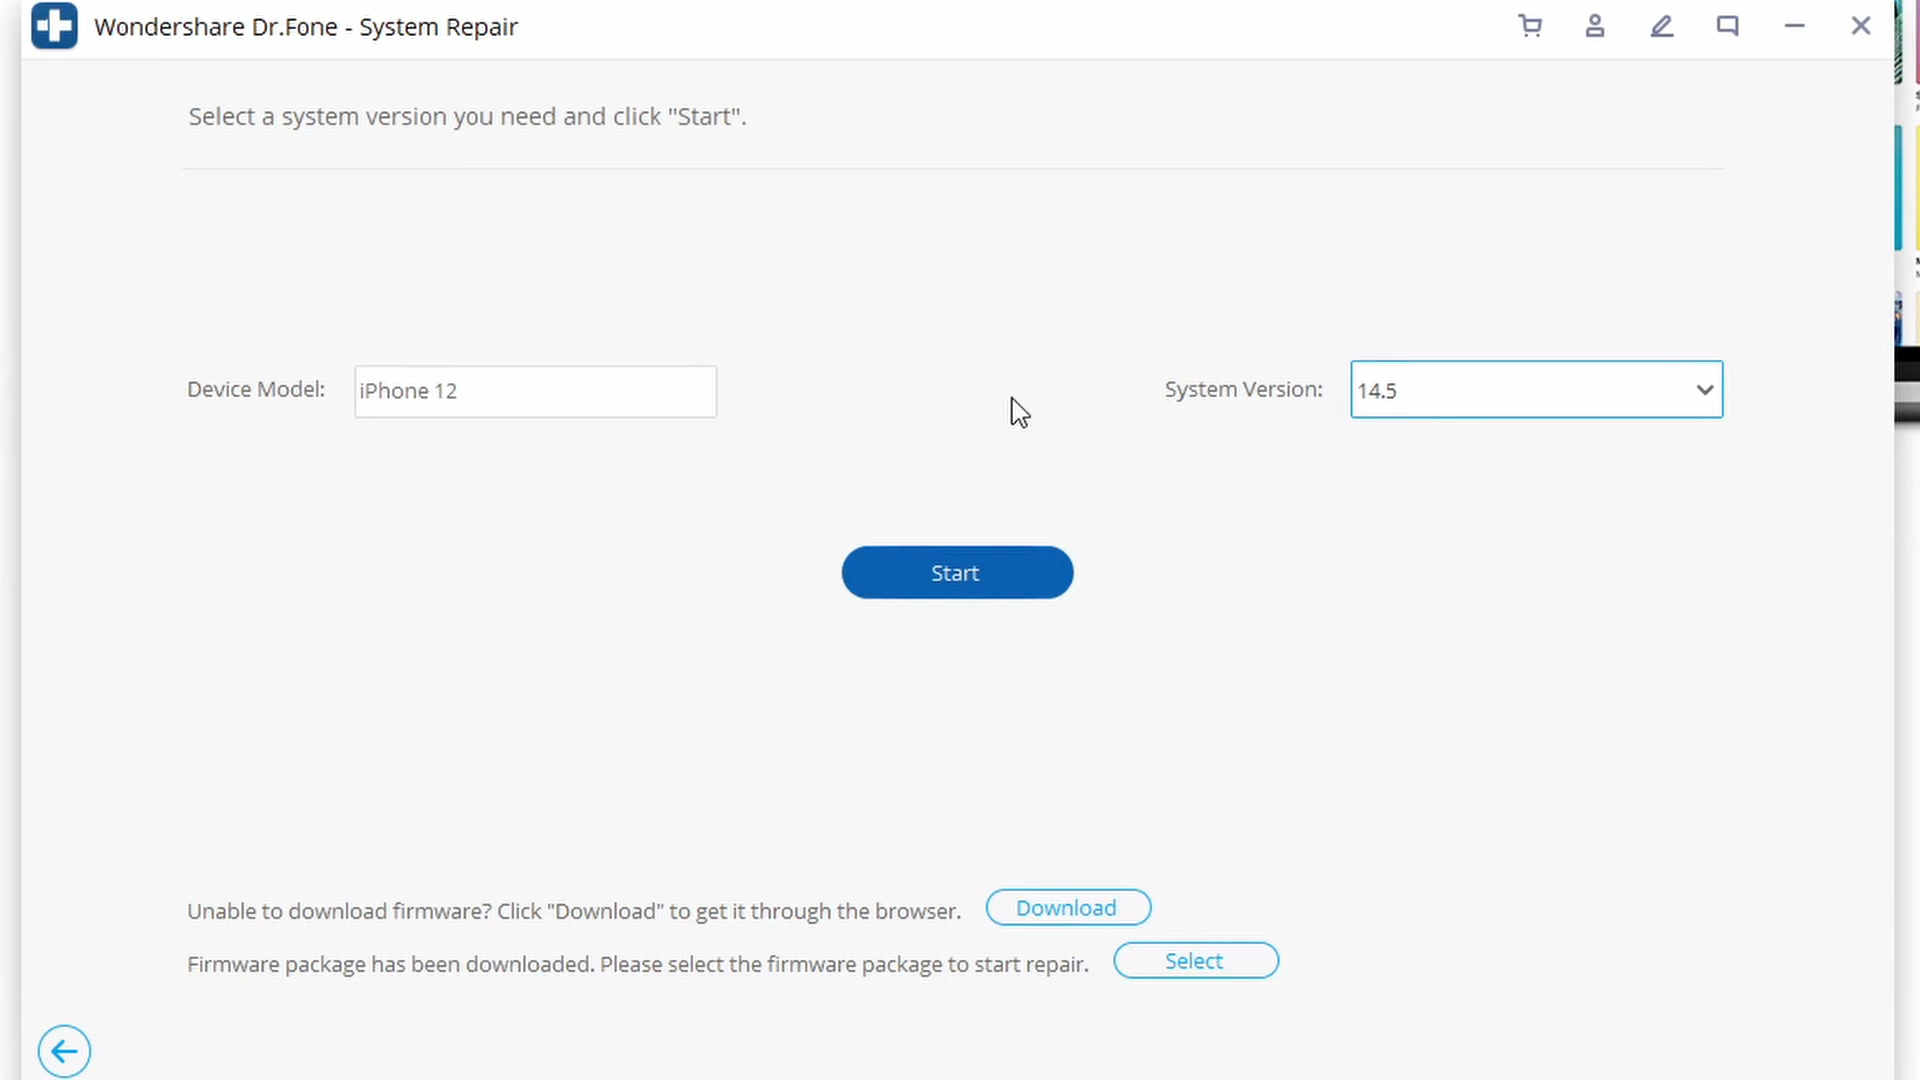 Wondershare Dr.Fone - System Repair
Select a system version you need and click "Start".
Device Model: iPhone 12 System Version: 14.5
Start
Unable to download firmware? Click "Download" to get it through the browser. Download
Firmware package has been downloaded. Please select the firmware package to start repair. Select